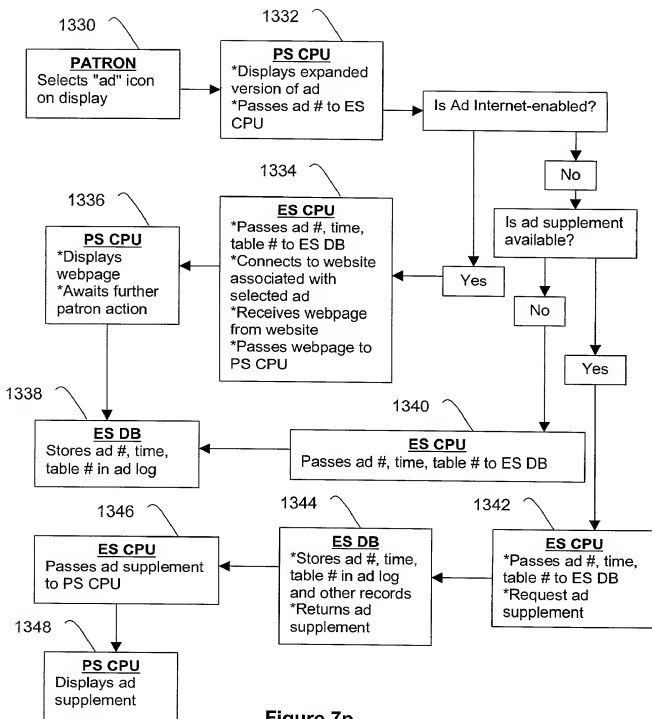 1330
PATRON
Selects "ad" icon
on display
1332
PS CPU
*Displays expanded
version of ad
*Passes ad # to ES
CPU
Is Ad Internet-enabled?
No
Is ad supplement
available?
Yes
No
Yes
1334
ES CPU
*Passes ad #, time,
table # to ES DB
*Connects to website
associated with
selected ad
*Receives webpage
from website
*Passes webpage to
PS CPU
1336
PS CPU
*Displays
webpage
*Awaits further
patron action
1338
ES DB
Stores ad #, time,
table # in ad log
1340
ES CPU
Passes ad #, time, table # to ES DB
1342
ES CPU
*Passes ad #, time,
table # to ES DB
*Request ad
supplement
1344
ES DB
*Stores ad #, time,
table # in ad log
and other records
*Returns ad
supplement
1346
ES CPU
Passes ad supplement
to PS CPU
1348
PS CPU
Displays ad
supplement
Figure 7p